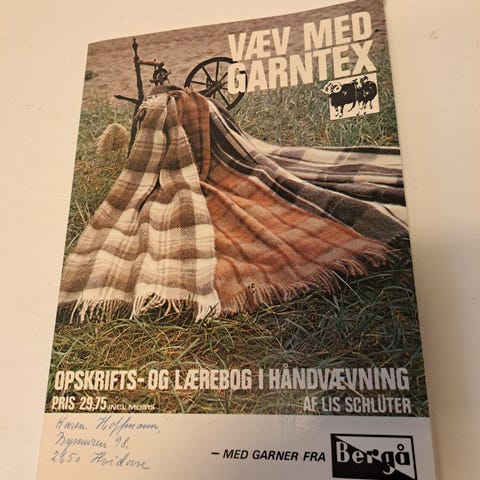 VÆV MED
GARNTEX
OPSKRIFTS- OG LÆREBOG I HÅNDVÆVNING
PRIS 29,75 INCL MOMS
AF LIS SCHLÜTER
Karen Hoffmann,
Bymuren 98,
2650 Hvidovre
– MED GARNER FRA
Bergå